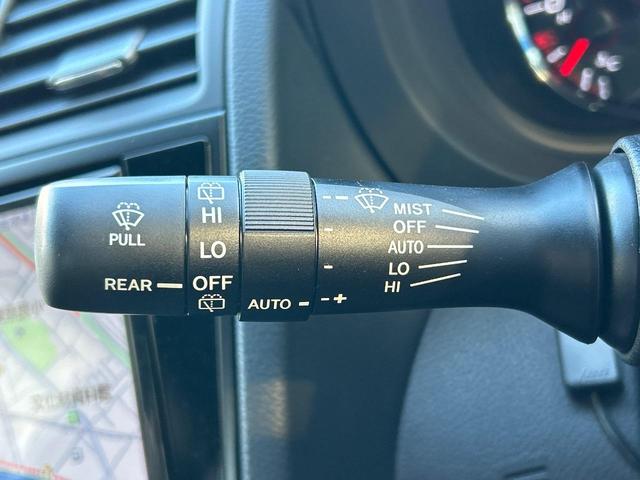 PULL
REAR
HI
LO
OFF
AUTO -
- +
MIST
OFF
AUTO
LO
HI